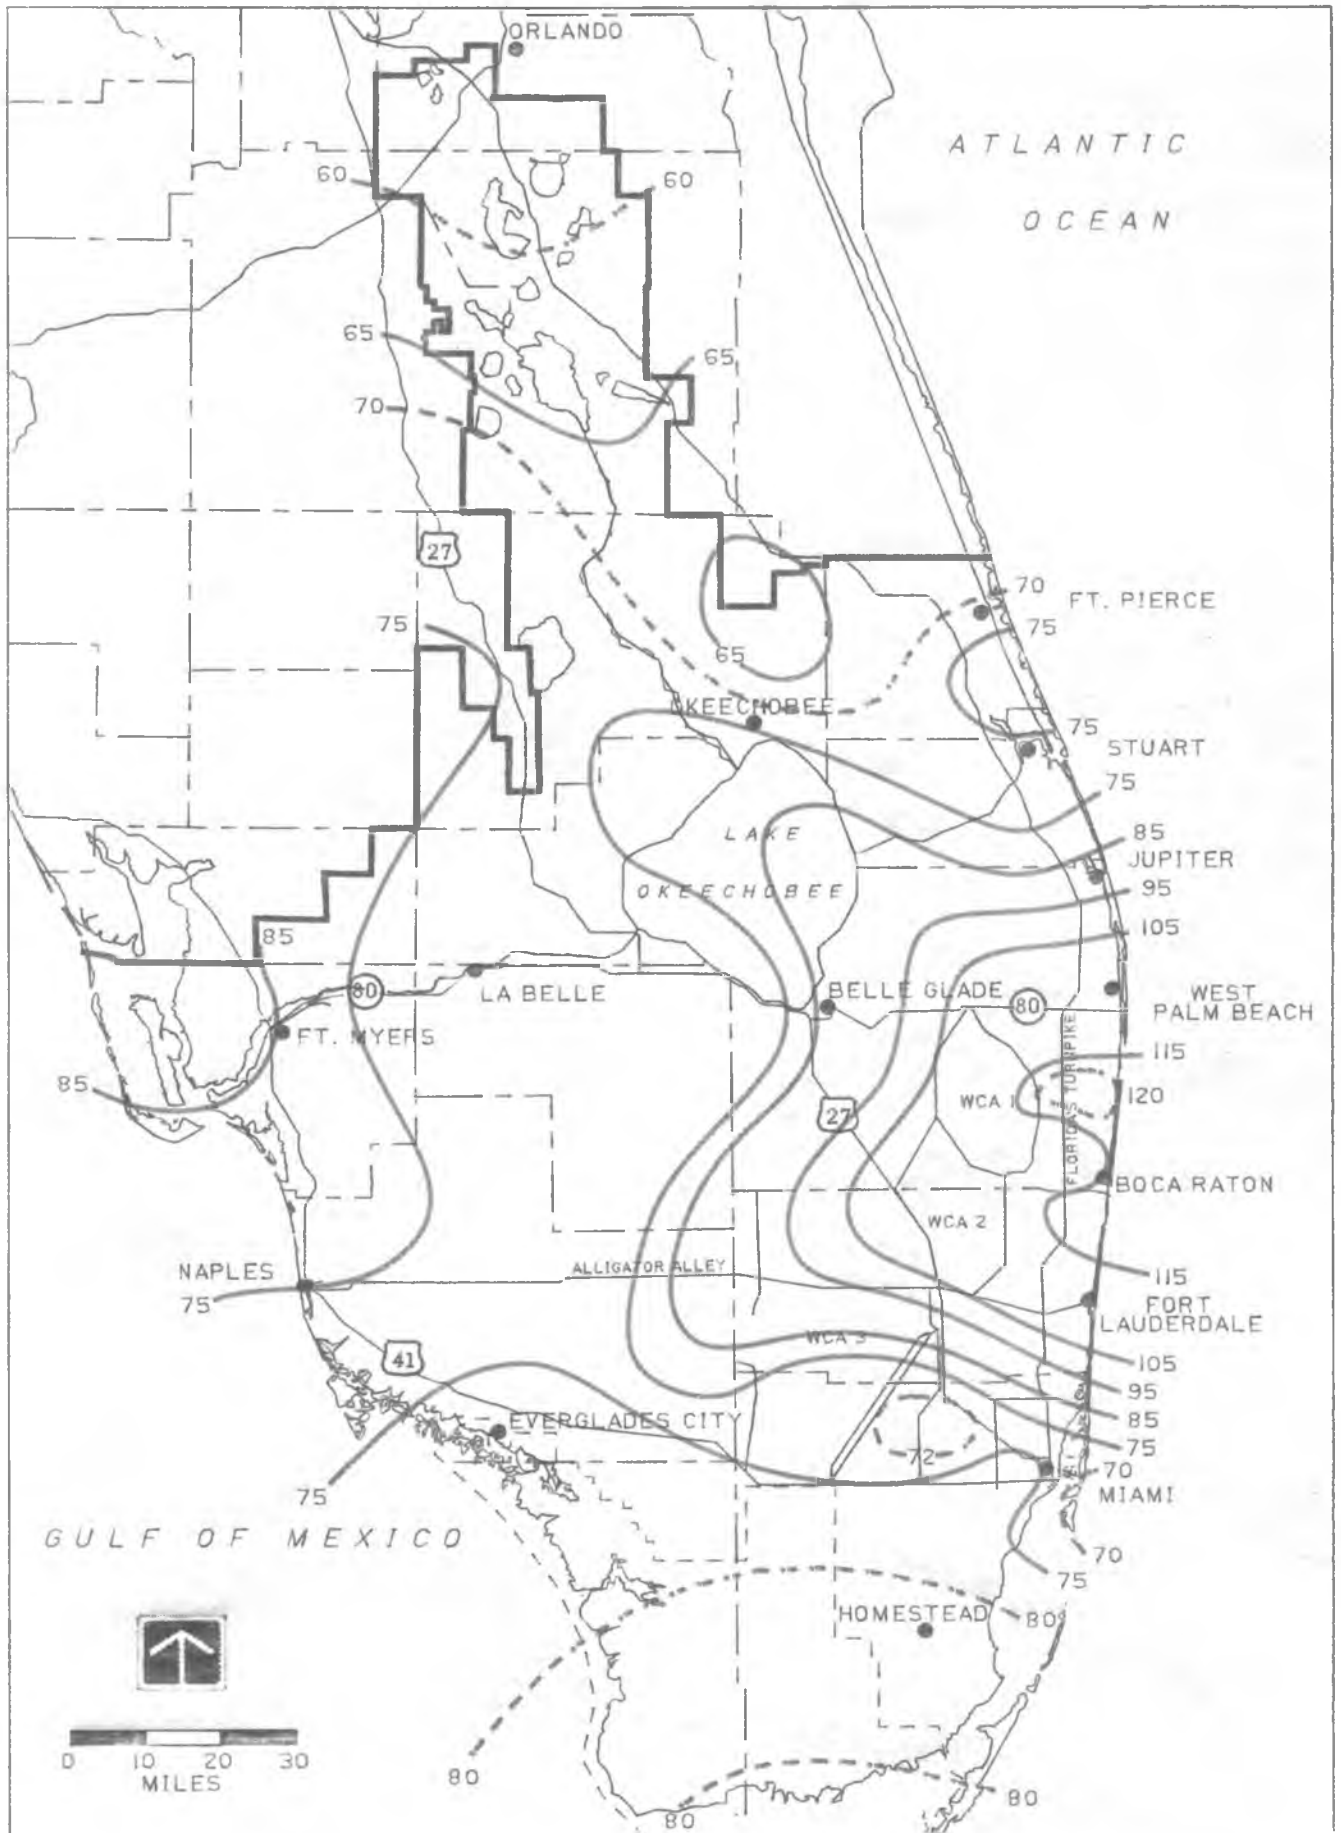 ORLANDO
ATLANTIC
OCEAN
60
60
65
65
70
27
70
FT. PIERCE
75
75
65
OKEECHOBEE
75
STUART
75
LAKE
85
JUPITER
OKEECHOBEE
95
105
85
80
LA BELLE
BELLE GLADE
80
WEST
PALM BEACH
FT. MYERS
FLORIDA'S TURNPIKE
115
85
WCA 1
120
27
BOCA RATON
WCA 2
NAPLES
ALLIGATOR ALLEY
75
115
FORT
LAUDERDALE
WCA 3
41
105
95
85
EVERGLADES CITY
75
72
70
75
MIAMI
GULF OF MEXICO
70
75
HOMESTEAD
80
0 10 20 30
MILES
80
80
80